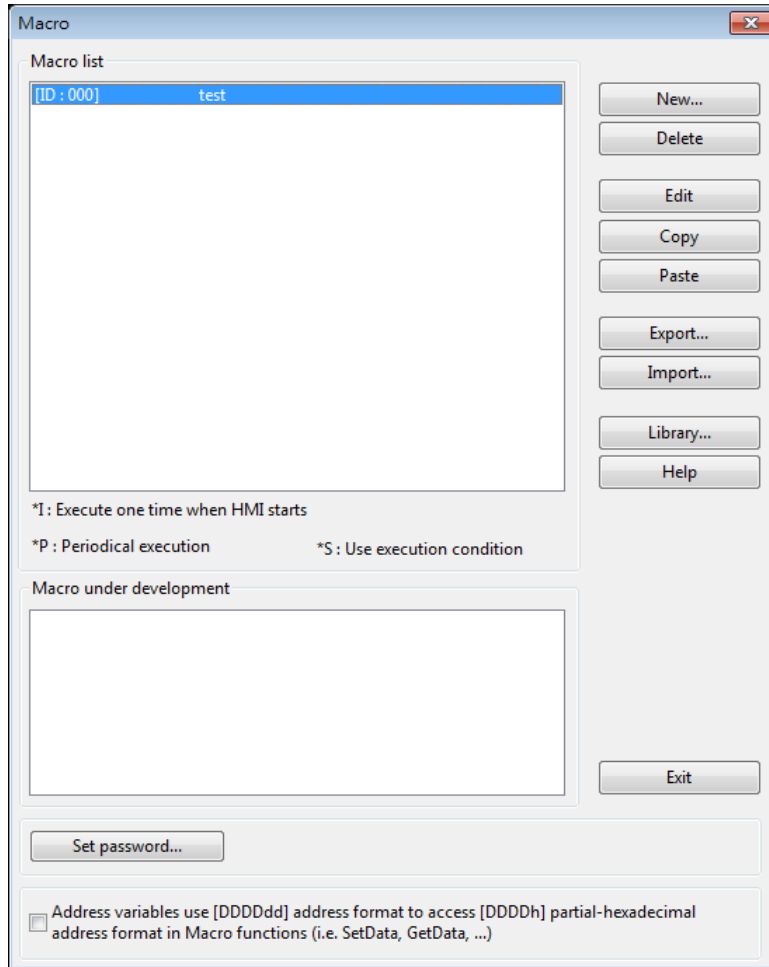 Macro
Macro list
[ID : 000] test
New...
Delete
Edit
Copy
Paste
Export...
Import...
Library...
Help
*I : Execute one time when HMI starts
*P : Periodical execution *S : Use execution condition
Macro under development
Exit
Set password...
Address variables use [DDDDdd] address format to access [DDDDh] partial-hexadecimal
address format in Macro functions (i.e. SetData, GetData, ...)